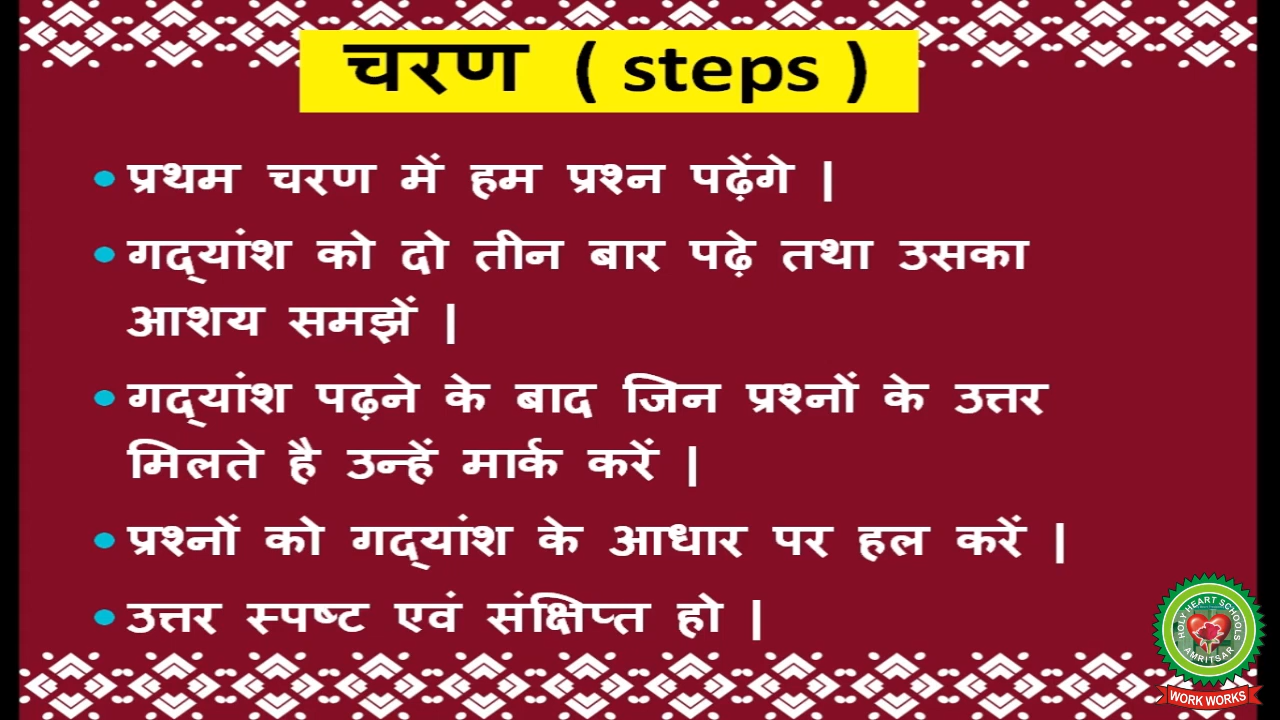 चरण ( steps )
प्रथम चरण में हम प्रश्न पढ़ेंगे |
गद्यांश को दो तीन बार पढ़े तथा उसका
आशय समझें |
गद्यांश पढ़ने के बाद जिन प्रश्नों के उत्तर
मिलते है उन्हें मार्क करें |
प्रश्नों को गद्यांश के आधार पर हल करें |
उत्तर स्पष्ट एवं संक्षिप्त हो |
HOLY HEART SCHOOLS
AMRITSAR
WORK WORKS